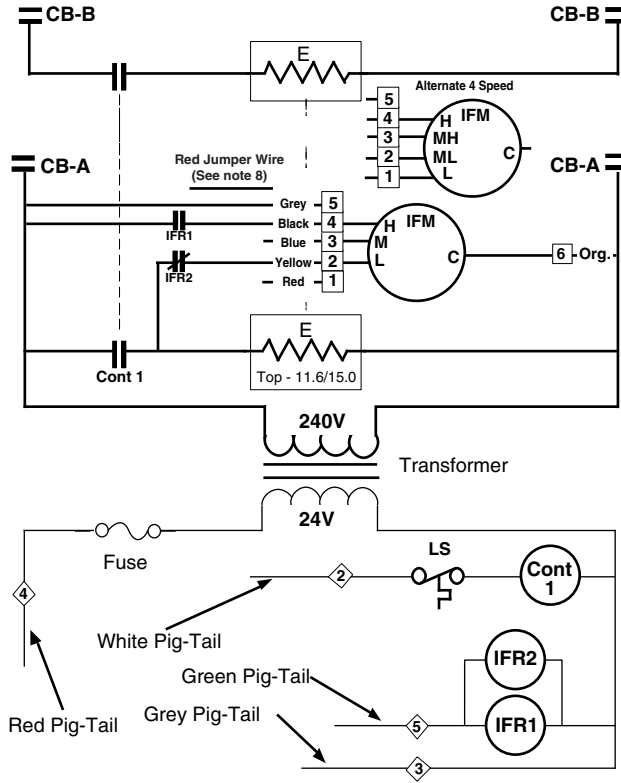 CB-B
CB-B
E
Alternate 4 Speed
5
4
3
2
1
H
MH
ML
L
IFM
C
CB-A
CB-A
Red Jumper Wire
(See note 8)
Grey
5
Black
4
Blue
3
Yellow
2
Red
1
IFR1
IFR2
H
M
L
IFM
C
6
Org.
E
Top - 11.6/15.0
Cont 1
240V
Transformer
24V
Fuse
LS
2
Cont
1
4
White Pig-Tail
IFR2
Green Pig-Tail
Red Pig-Tail
Grey Pig-Tail
5
IFR1
3